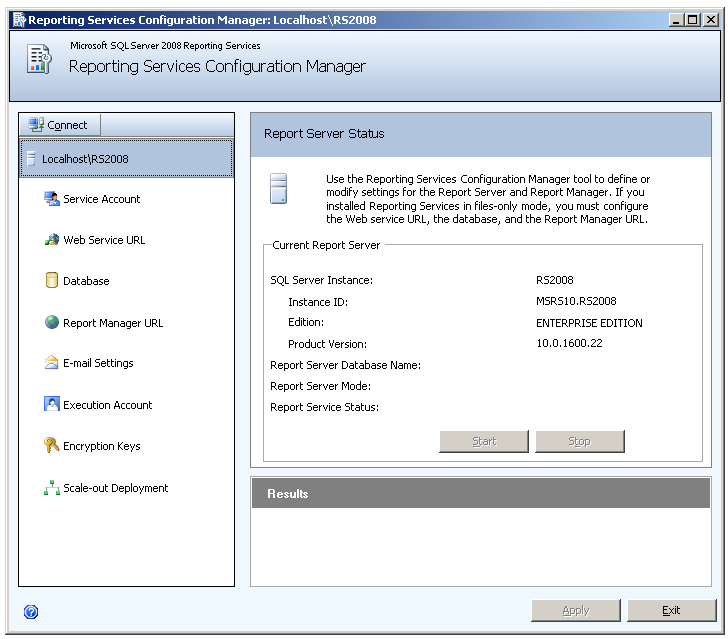 Reporting Services Configuration Manager: Localhost\RS2008
Microsoft SQL Server 2008 Reporting Services
Reporting Services Configuration Manager
Connect
Localhost\RS2008
Service Account
Web Service URL
Database
Report Manager URL
E-mail Settings
Execution Account
Encryption Keys
Scale-out Deployment
Report Server Status
Use the Reporting Services Configuration Manager tool to define or
modify settings for the Report Server and Report Manager. If you
installed Reporting Services in files-only mode, you must configure
the Web service URL, the database, and the Report Manager URL.
Current Report Server
SQL Server Instance: RS2008
Instance ID: MSRS10.RS2008
Edition: ENTERPRISE EDITION
Product Version: 10.0.1600.22
Report Server Database Name:
Report Server Mode:
Report Service Status:
Start Stop
Results
? Apply Exit